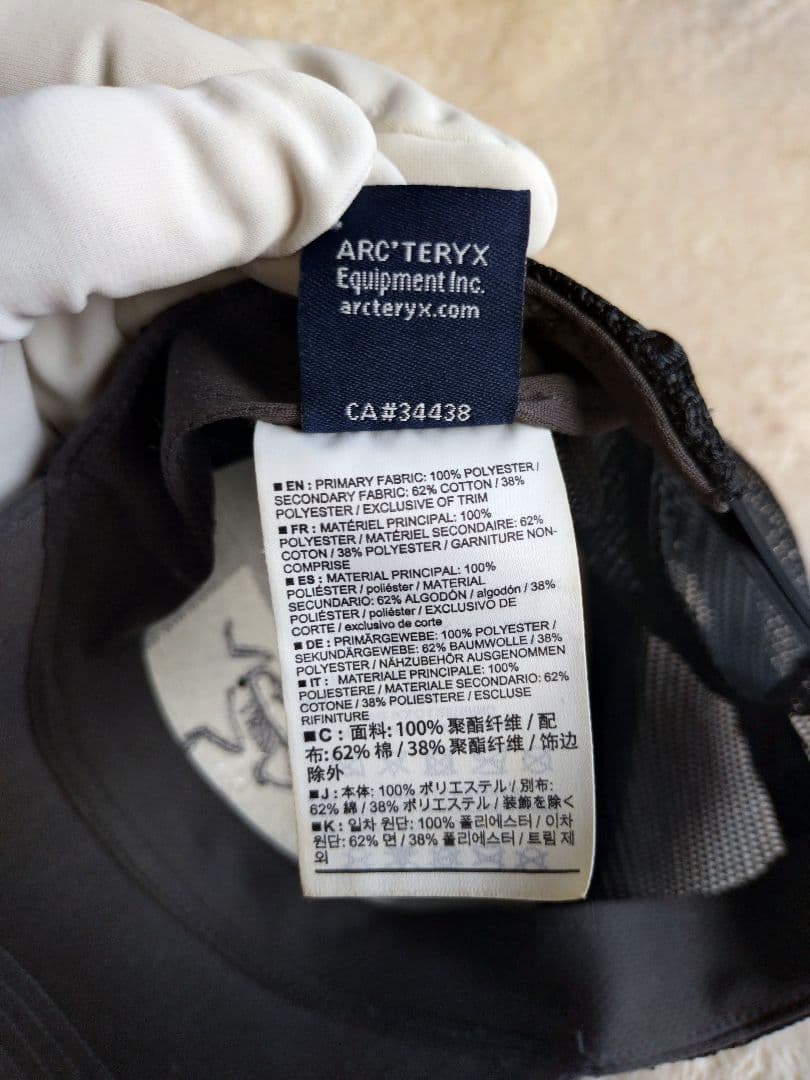 ARC'TERYX
Equipment Inc.
arcteryx.com
CA#34438
■ EN : PRIMARY FABRIC: 100% POLYESTER /
SECONDARY FABRIC: 62% COTTON / 38%
POLYESTER / EXCLUSIVE OF TRIM
■ FR : MATÉRIEL PRINCIPAL: 100%
POLYESTER / MATÉRIEL SECONDAIRE: 62%
COTON / 38% POLYESTER / GARNITURE NON-
COMPRISE
■ ES : MATERIAL PRINCIPAL: 100%
POLIÉSTER / poliéster / MATERIAL
SECUNDARIO: 62% ALGODÓN / algodón / 38%
POLIÉSTER / poliéster / EXCLUSIVO DE
CORTE / exclusivo de corte
■ DE : PRIMÄRGEWEBE: 100% POLYESTER /
SEKUNDÄRGEWEBE: 62% BAUMWOLLE / 38%
POLYESTER / NÄHZUBEHÖR AUSGENOMMEN
■ IT : MATERIALE PRINCIPALE: 100%
POLIESTERE / MATERIALE SECONDARIO: 62%
COTONE / 38% POLIESTERE / ESCLUSE
RIFINITURE
■ C : 面料: 100% 聚酯纤维 / 配
布: 62% 棉 / 38% 聚酯纤维 / 饰边
除外
■ J : 本体: 100% ポリエステル / 別布:
62% 綿 / 38% ポリエステル / 装飾を除く
■ K : 일차 원단: 100% 폴리에스터 / 이차
원단: 62% 면 / 38% 폴리에스터 / 트림 제
외